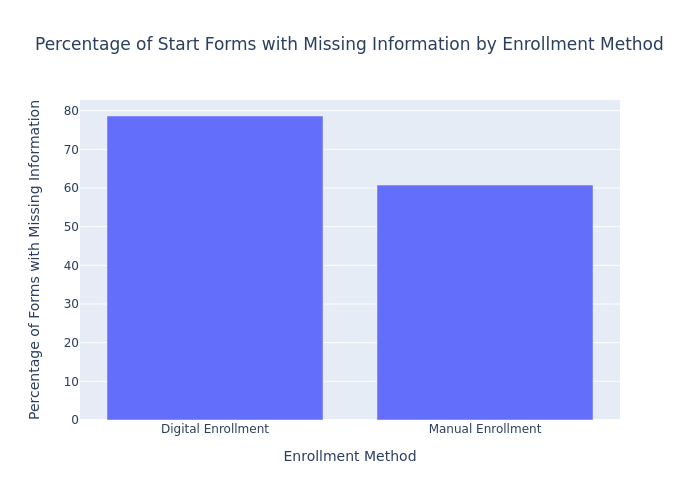 Percentage of Start Forms with Missing Information by Enrollment Method
Percentage of Forms with Missing Information
80
70
60
50
40
30
20
10
0
Digital Enrollment
Manual Enrollment
Enrollment Method